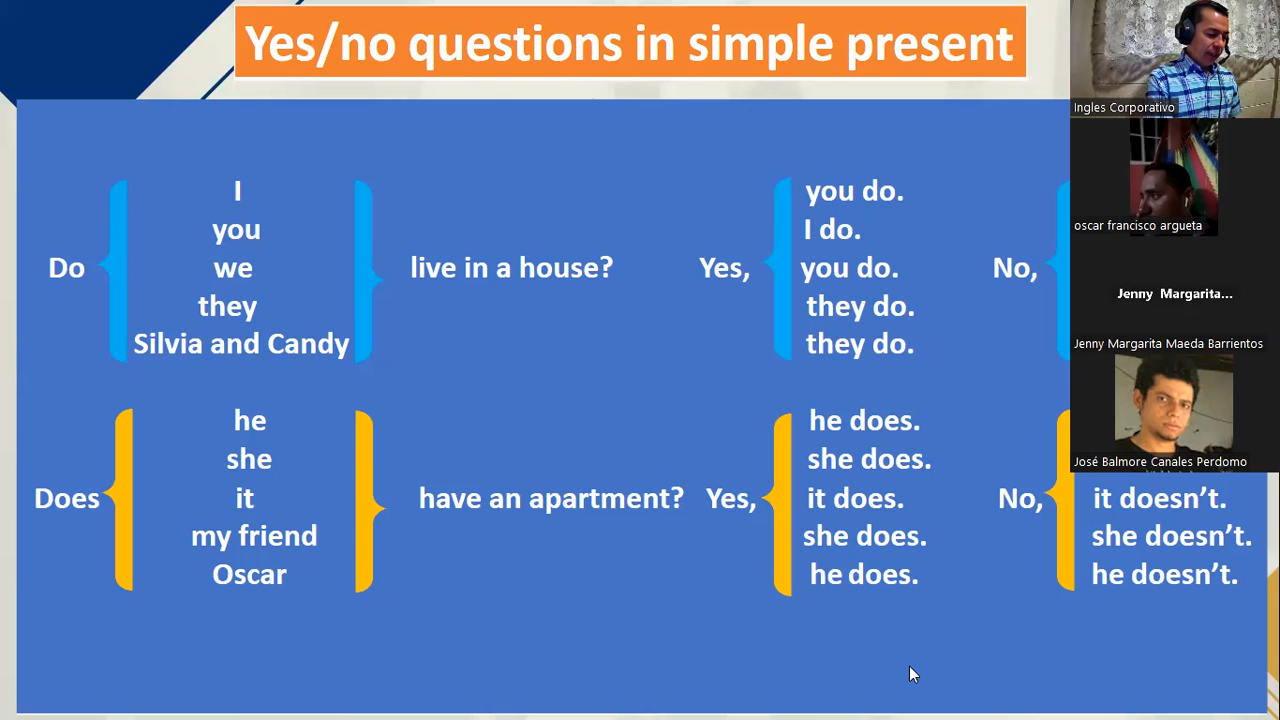 Yes/no questions in simple present
Do
I
you
we
they
Silvia and Candy
live in a house?
Yes,
you do.
I do.
you do.
they do.
they do.
No,
Does
he
she
it
my friend
Oscar
have an apartment?
Yes,
he does.
she does.
it does.
she does.
he does.
No,
it doesn’t.
she doesn’t.
he doesn’t.
Ingles Corporativo
oscar francisco argueta
Jenny Margarita...
Jenny Margarita Maeda Barrientos
José Balmore Canales Perdomo